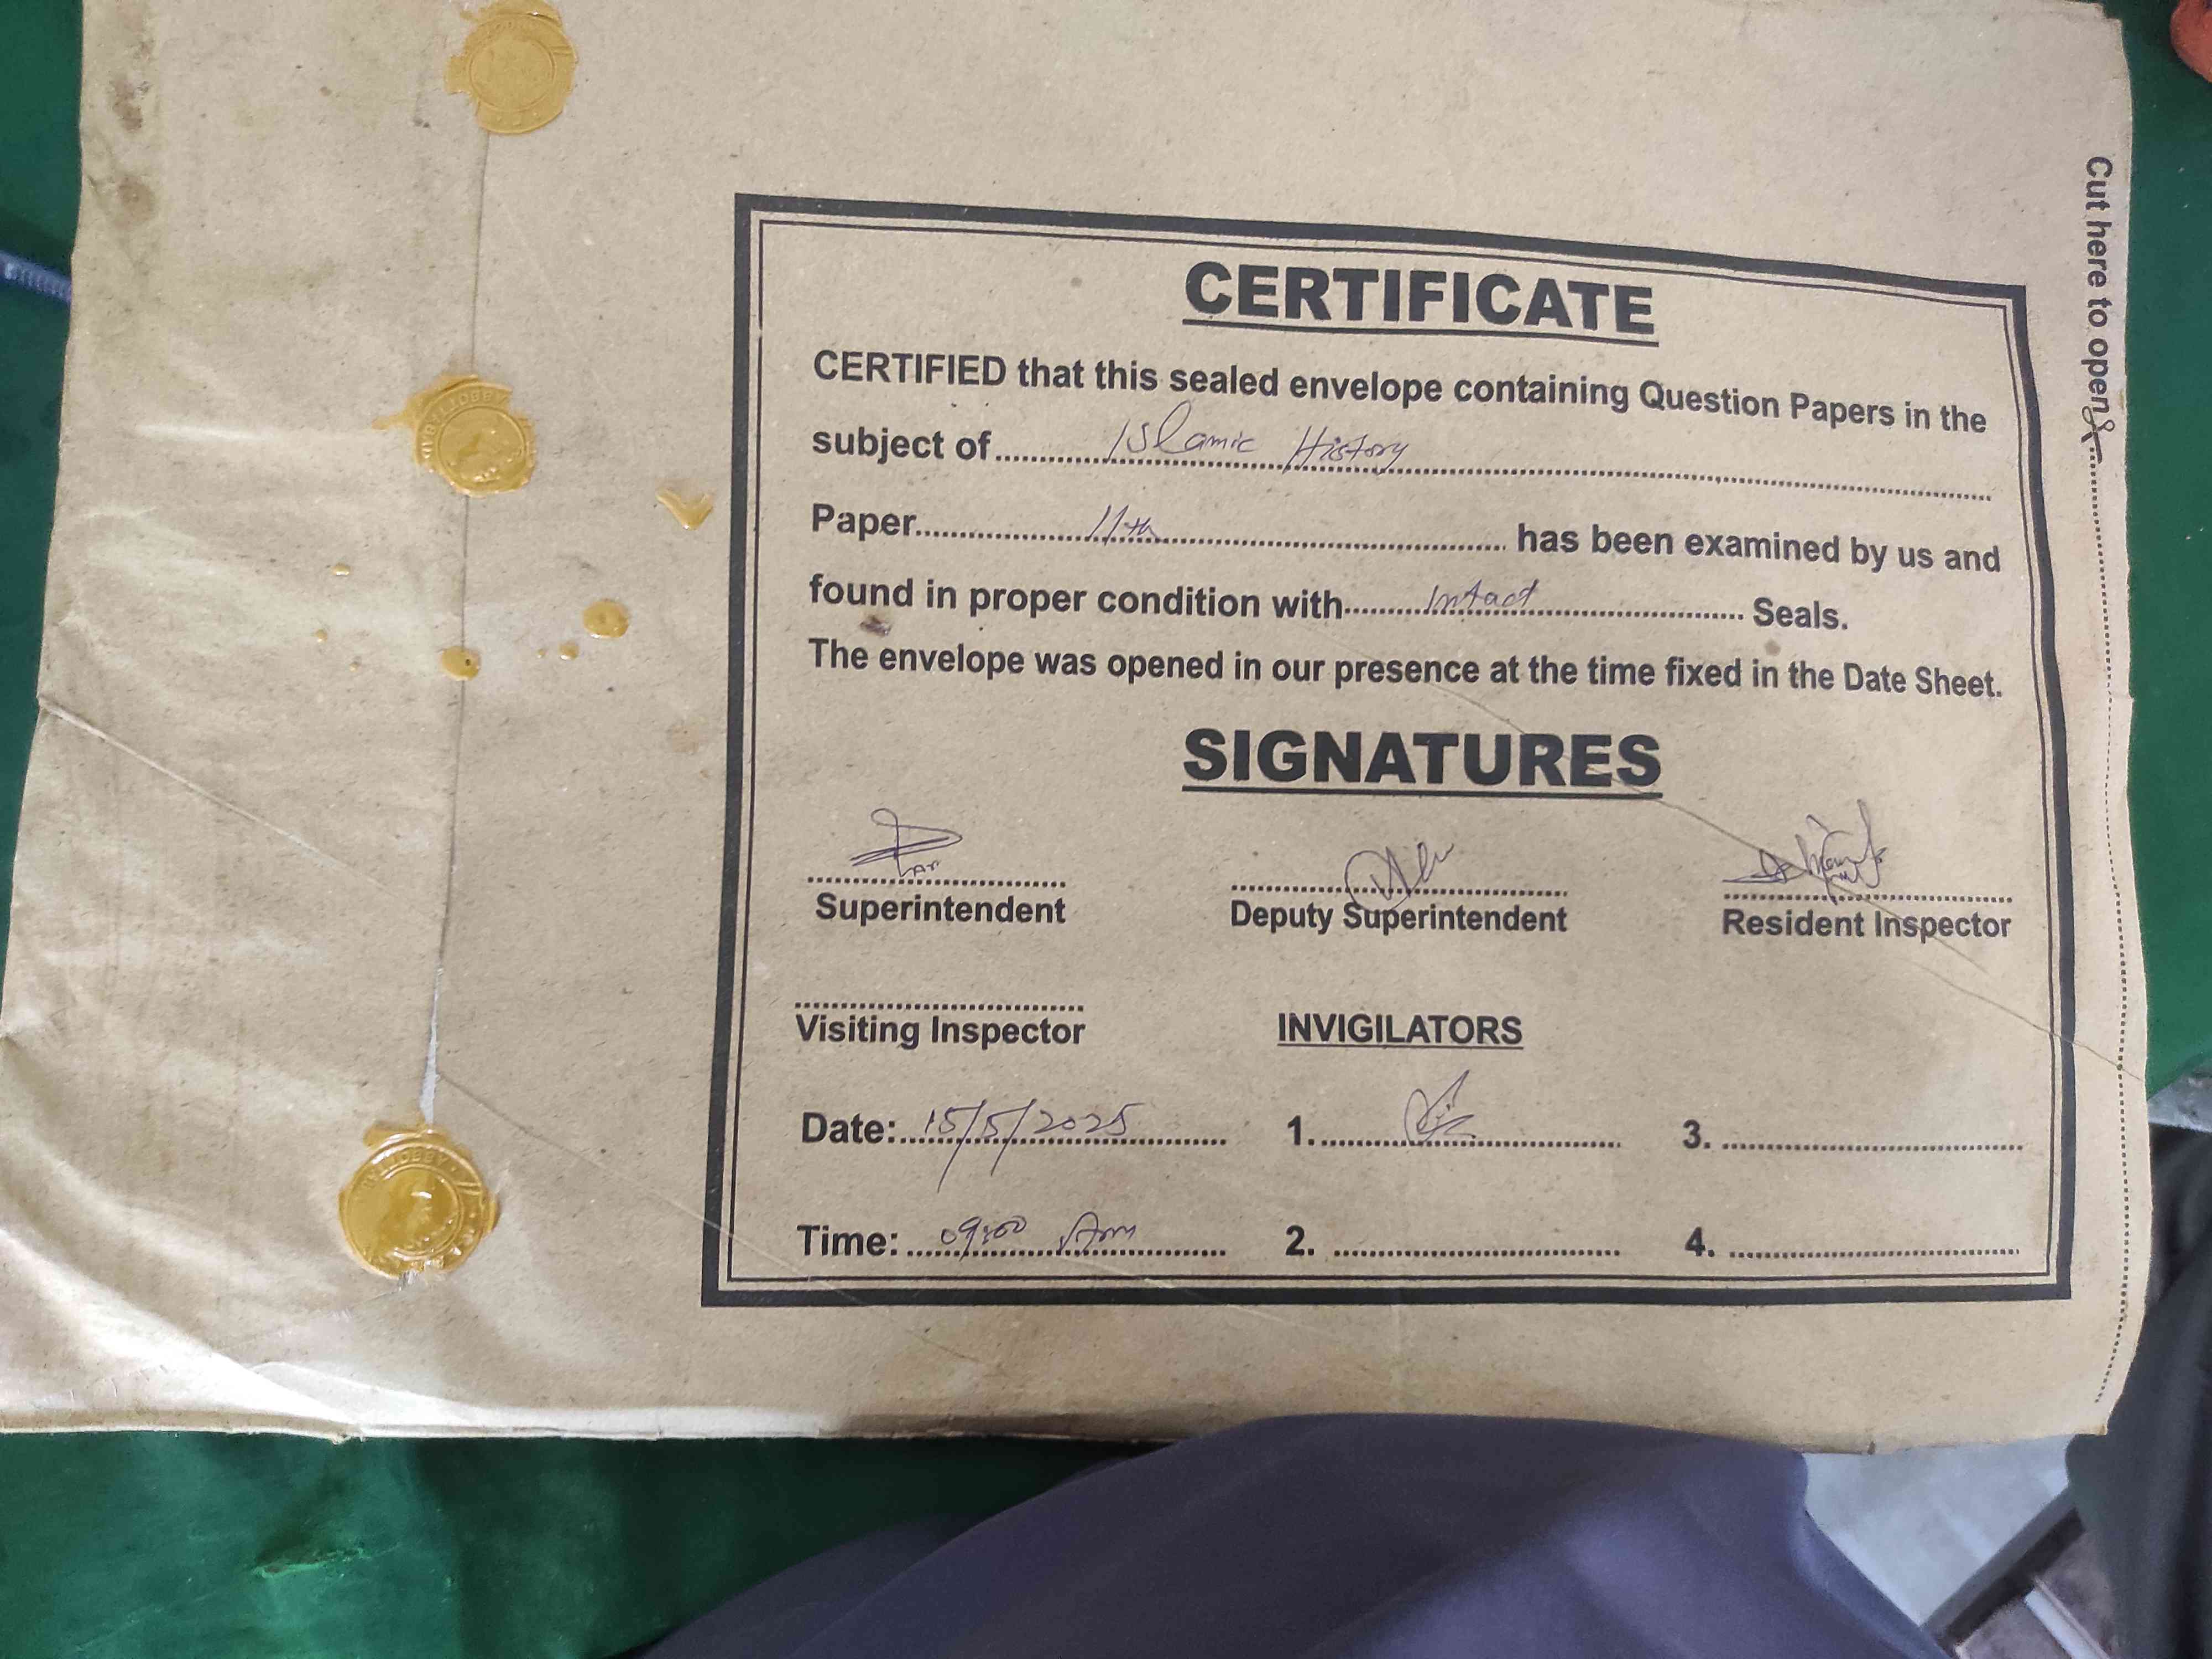 Cut here to open
CERTIFICATE
CERTIFIED that this sealed envelope containing Question Papers in the
subject of Islamic History
Paper 11th has been examined by us and
found in proper condition with Intact Seals.
The envelope was opened in our presence at the time fixed in the Date Sheet.
SIGNATURES
Superintendent Deputy Superintendent Resident Inspector
Visiting Inspector INVIGILATORS
Date: 15/5/2025 1. 3.
Time: 09:00 Am 2. 4.